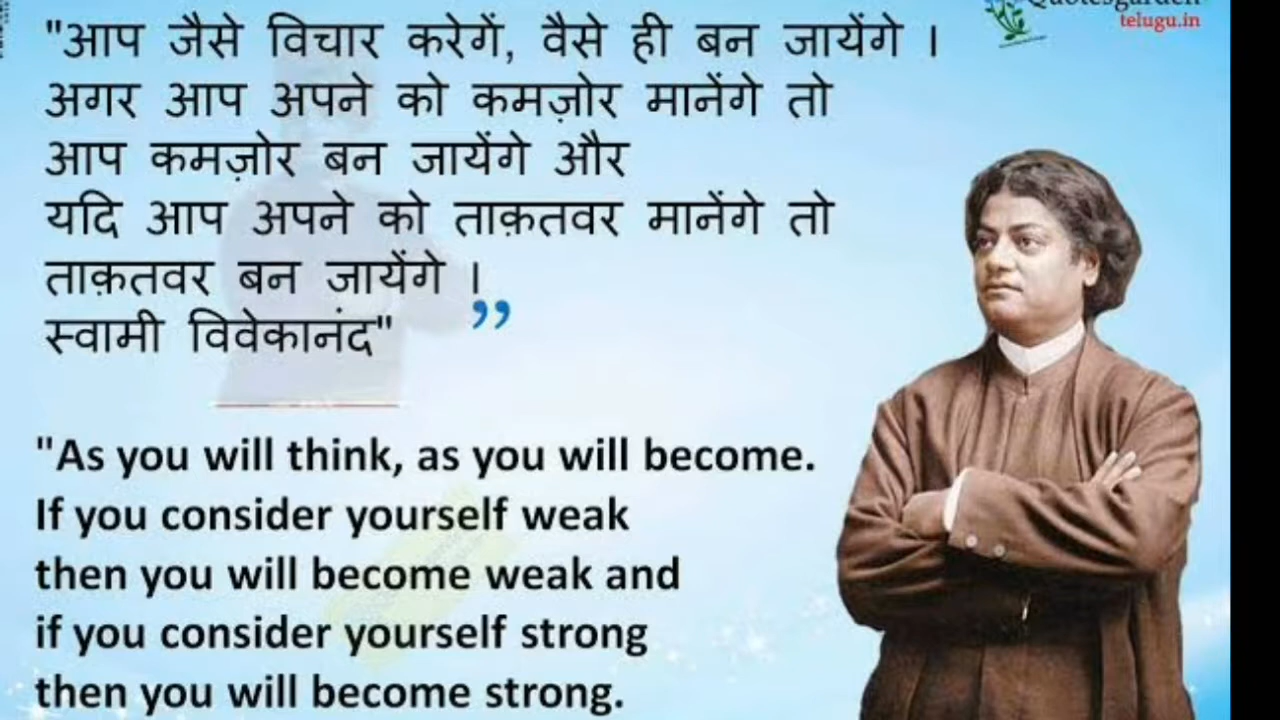 Quotesgarden
telugu.in
"आप जैसे विचार करेगें, वैसे ही बन जायेंगे ।
अगर आप अपने को कमज़ोर मानेंगे तो
आप कमज़ोर बन जायेंगे और
यदि आप अपने को ताक़तवर मानेंगे तो
ताक़तवर बन जायेंगे ।
स्वामी विवेकानंद" ”
"As you will think, as you will become.
If you consider yourself weak
then you will become weak and
if you consider yourself strong
then you will become strong.